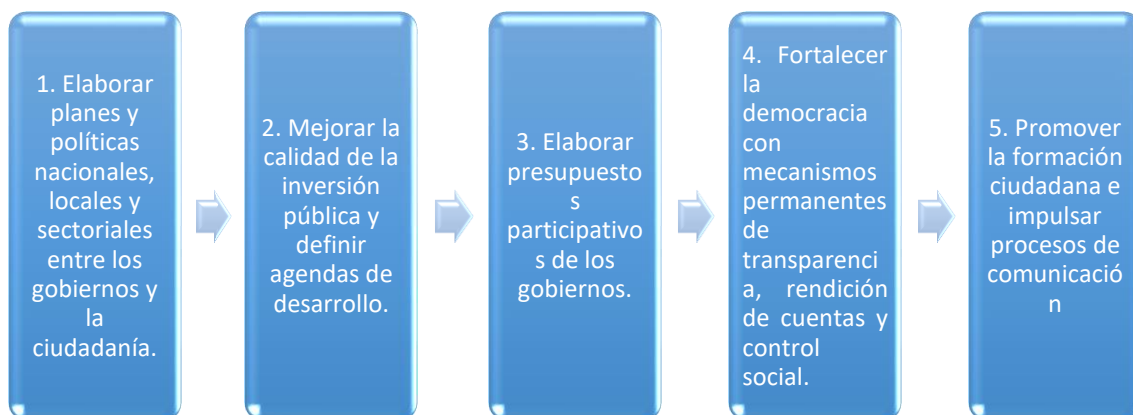 1. Elaborar
planes y
políticas
nacionales,
locales y
sectoriales
entre los
gobiernos y
la
ciudadanía.
2. Mejorar la
calidad de la
inversión
pública y
definir
agendas de
desarrollo.
3. Elaborar
presupuesto
s
participativo
s de los
gobiernos.
4. Fortalecer
la
democracia
con
mecanismos
permanentes
de
transparenci
a, rendición
de cuentas y
control
social.
5. Promover
la formación
ciudadana e
impulsar
procesos de
comunicació
n